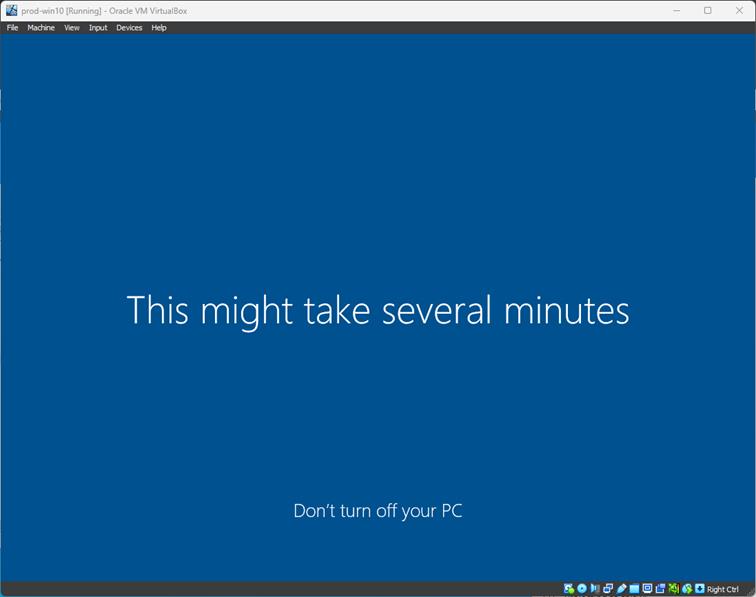 prod-win10 [Running] - Oracle VM VirtualBox
File Machine View Input Devices Help
This might take several minutes
Don't turn off your PC
Right Ctrl